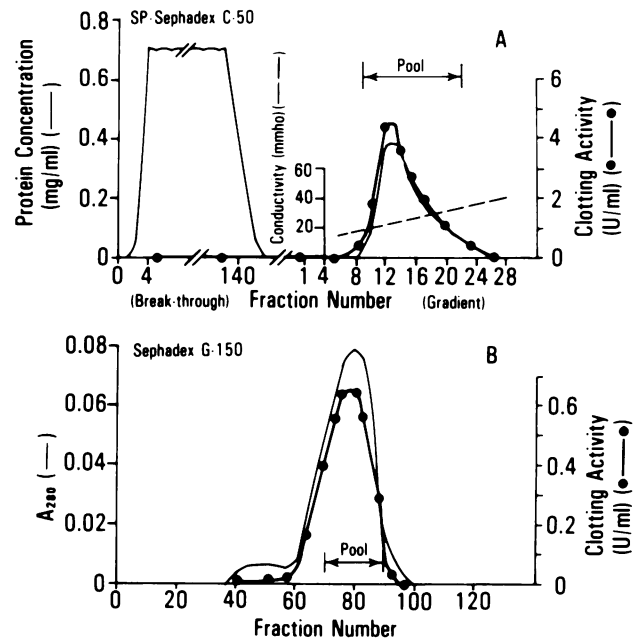 SP-Sephadex C-50
A
Pool
Protein Concentration
(mg/ml) (—)
0.8
0.6
0.4
0.2
0
Conductivity (mmho) (– –)
60
40
20
6
4
2
0
Clotting Activity
(U/ml) (●—●)
0 4 140 1 4 8 12 16 20 24 28
(Break-through) Fraction Number (Gradient)
Sephadex G-150
B
Pool
A280 (—)
0.08
0.06
0.04
0.02
0
0.6
0.4
0.2
0
Clotting Activity
(U/ml) (●—●)
0 20 40 60 80 100 120
Fraction Number